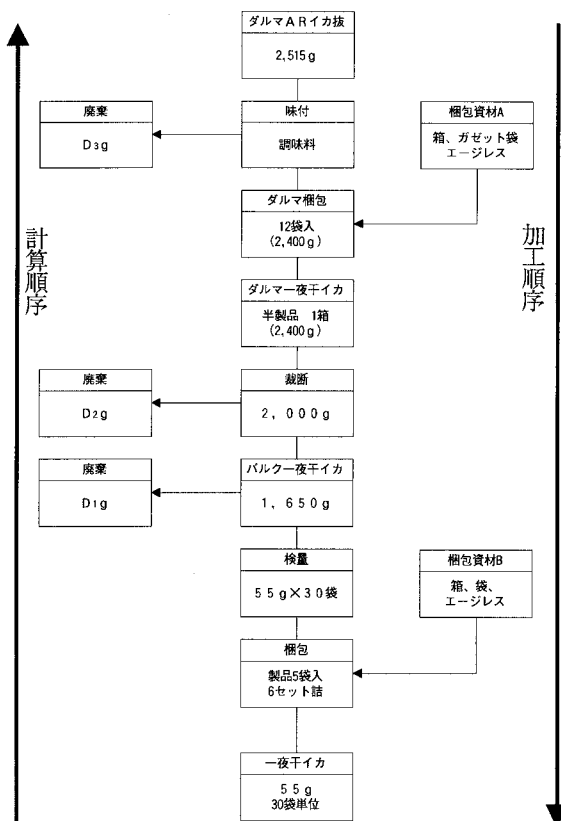 ダルマＡＲイカ抜
2,515g
廃棄
D3g
味付
調味料
梱包資材A
箱、ガゼット袋
エージレス
ダルマ梱包
12袋入
(2,400g)
計算順序
加工順序
ダルマ一夜干イカ
半製品 1箱
(2,400g)
廃棄
D2g
裁断
２，０００g
廃棄
D1g
バルク一夜干イカ
１，６５０g
検量
５５g×３０袋
梱包資材B
箱、袋、
エージレス
梱包
製品5袋入
6セット詰
一夜干イカ
５５g
30袋単位